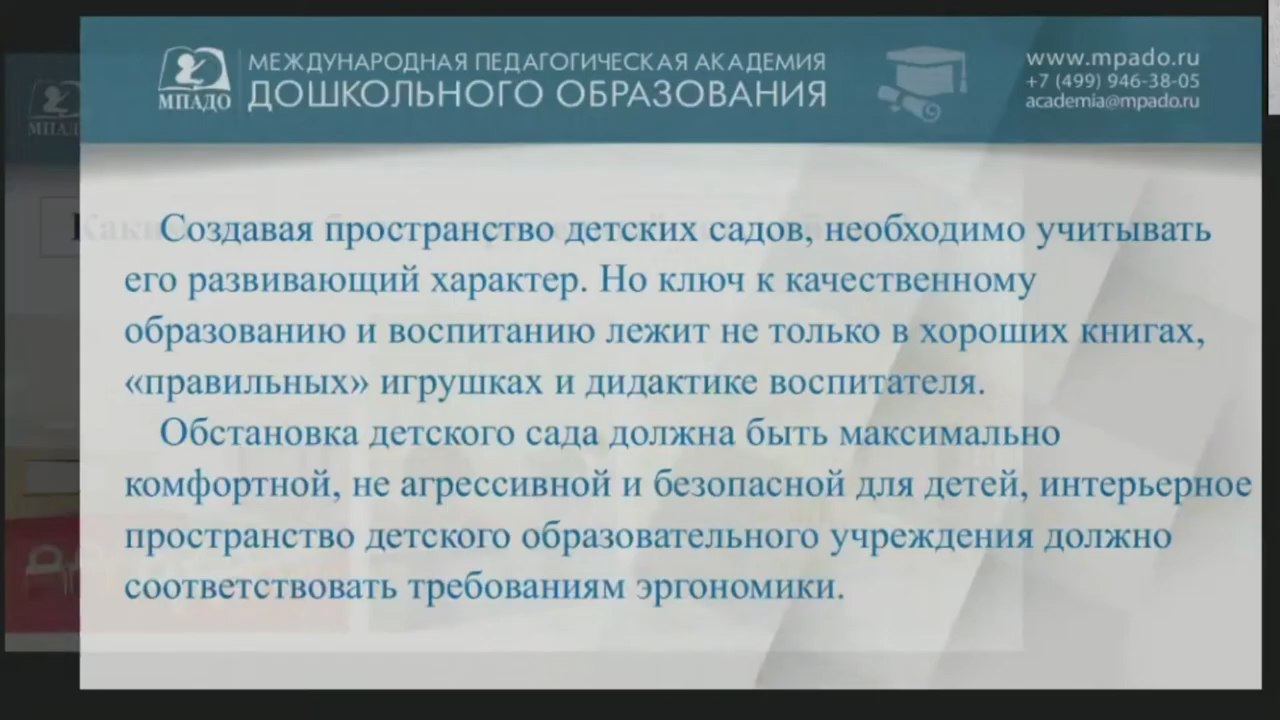 МПАДО
МЕЖДУНАРОДНАЯ ПЕДАГОГИЧЕСКАЯ АКАДЕМИЯ
ДОШКОЛЬНОГО ОБРАЗОВАНИЯ
www.mpado.ru
+7 (499) 946-38-05
academia@mpado.ru
Создавая пространство детских садов, необходимо учитывать
его развивающий характер. Но ключ к качественному
образованию и воспитанию лежит не только в хороших книгах,
«правильных» игрушках и дидактике воспитателя.
Обстановка детского сада должна быть максимально
комфортной, не агрессивной и безопасной для детей, интерьерное
пространство детского образовательного учреждения должно
соответствовать требованиям эргономики.